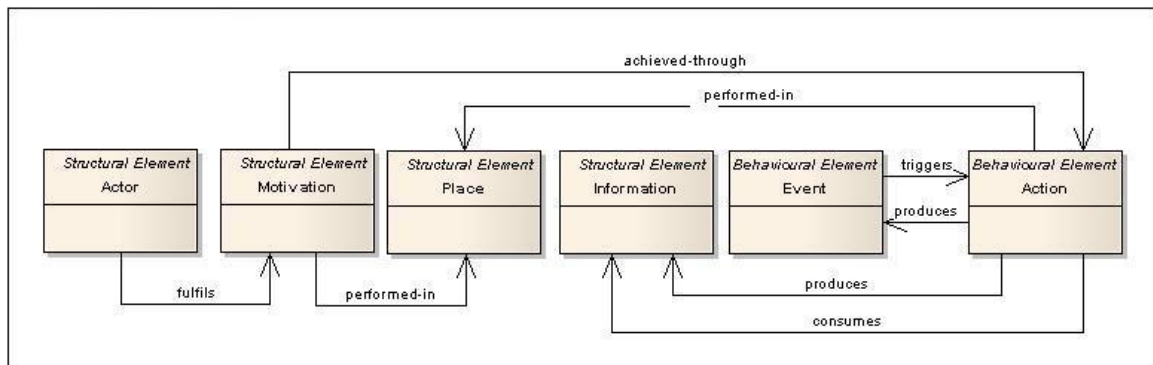 achieved-through
performed-in
Structural Element
Actor
Structural Element
Motivation
Structural Element
Place
Structural Element
Information
Behavioural Element
Event
triggers
Behavioural Element
Action
produces
fulfils
performed-in
produces
consumes